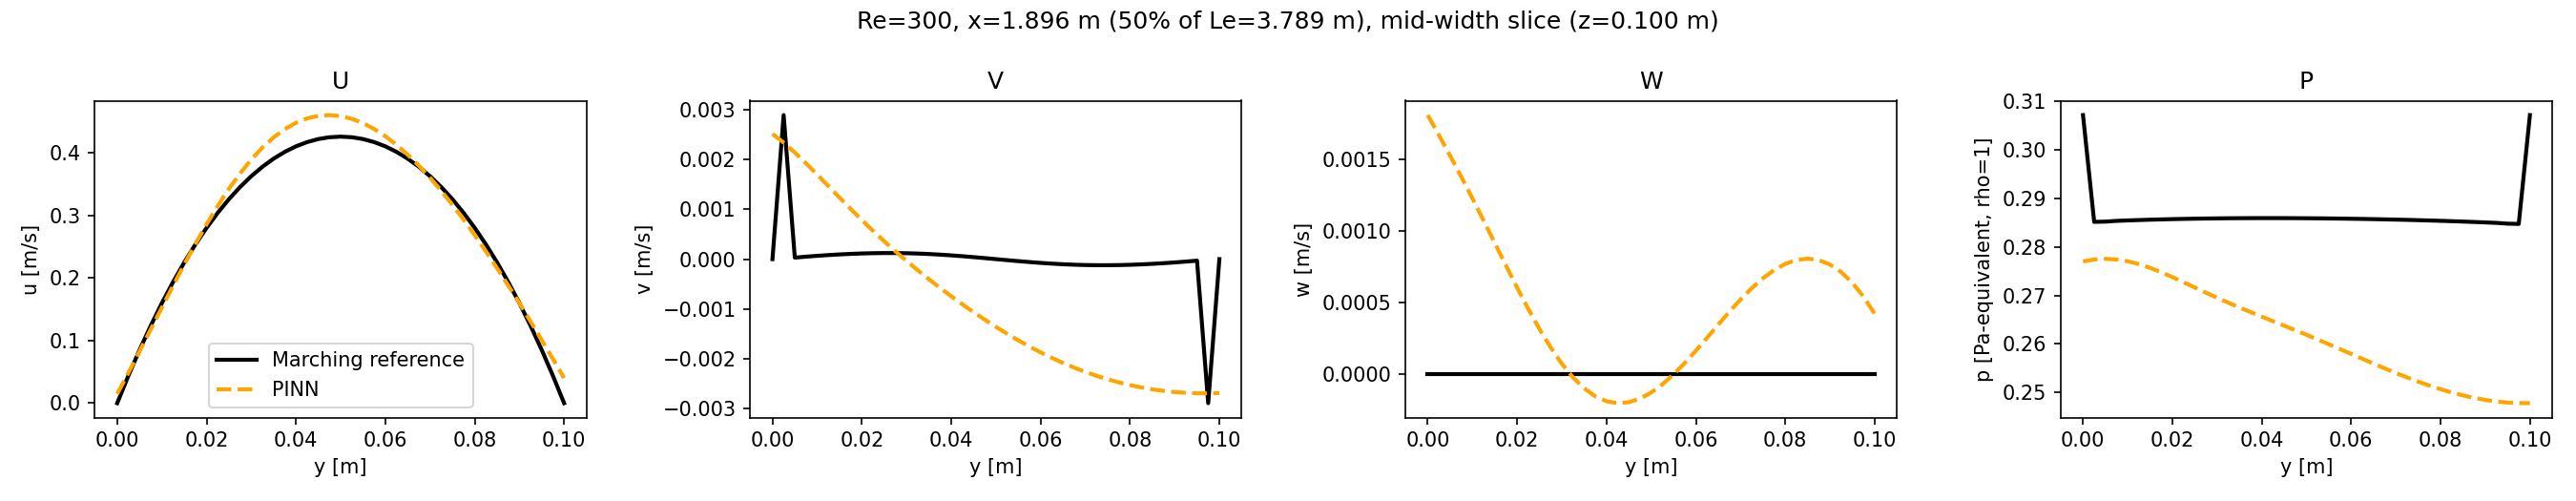 Re=300, x=1.896 m (50% of Le=3.789 m), mid-width slice (z=0.100 m)
U
u [m/s]
0.4
0.3
0.2
0.1
0.0
Marching reference
PINN
0.00 0.02 0.04 0.06 0.08 0.10
y [m]
V
v [m/s]
0.003
0.002
0.001
0.000
−0.001
−0.002
−0.003
0.00 0.02 0.04 0.06 0.08 0.10
y [m]
W
w [m/s]
0.0015
0.0010
0.0005
0.0000
0.00 0.02 0.04 0.06 0.08 0.10
y [m]
P
p [Pa-equivalent, rho=1]
0.31
0.30
0.29
0.28
0.27
0.26
0.25
0.00 0.02 0.04 0.06 0.08 0.10
y [m]